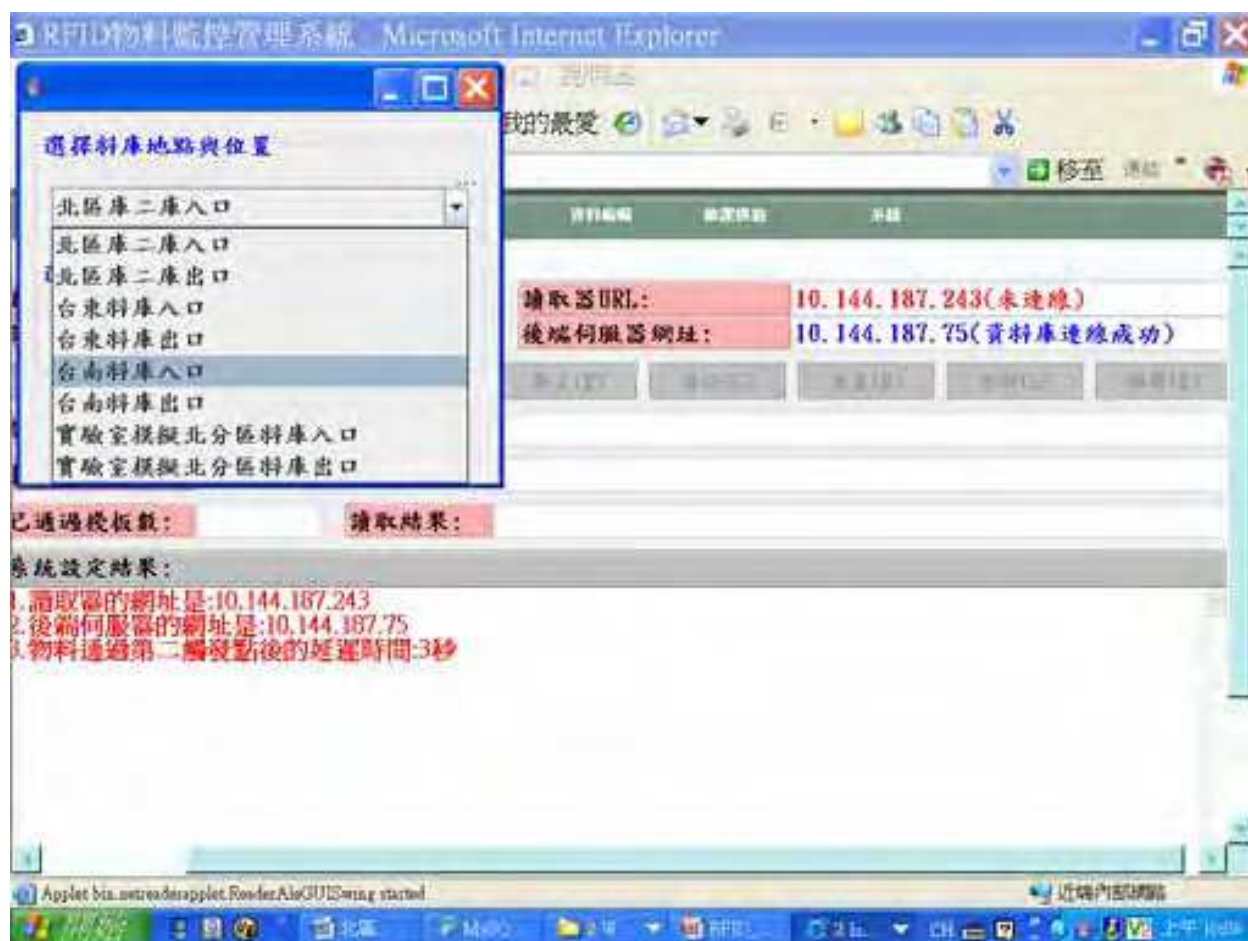 RFID物料監控管理系統 Microsoft Internet Explorer
我的最愛
移至
選擇料庫地點與位置
北區庫二庫入口
北區庫二庫入口
北區庫二庫出口
台東料庫入口
台東料庫出口
台南料庫入口
台南料庫出口
實驗室模擬北分區料庫入口
實驗室模擬北分區料庫出口
讀取器URL: 10.144.187.243(未連線)
後端伺服器網址: 10.144.187.75(資料庫連線成功)
已通過棧板數: 讀取結果:
系統設定結果:
1.讀取器的網址是:10.144.187.243
2.後端伺服器的網址是:10.144.187.75
3.物料通過第二觸發點後的延遲時間:3秒
started
近端內部網路
CH
上午